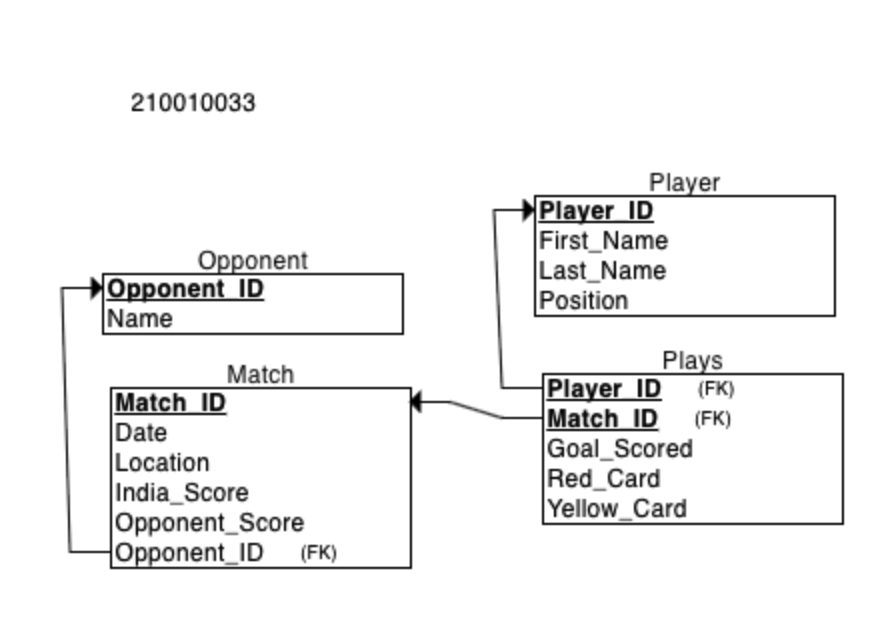 210010033
Opponent
Opponent_ID
Name
Match
Match_ID
Date
Location
India_Score
Opponent_Score
Opponent_ID (FK)
Player
Player_ID
First_Name
Last_Name
Position
Plays
Player_ID (FK)
Match_ID (FK)
Goal_Scored
Red_Card
Yellow_Card